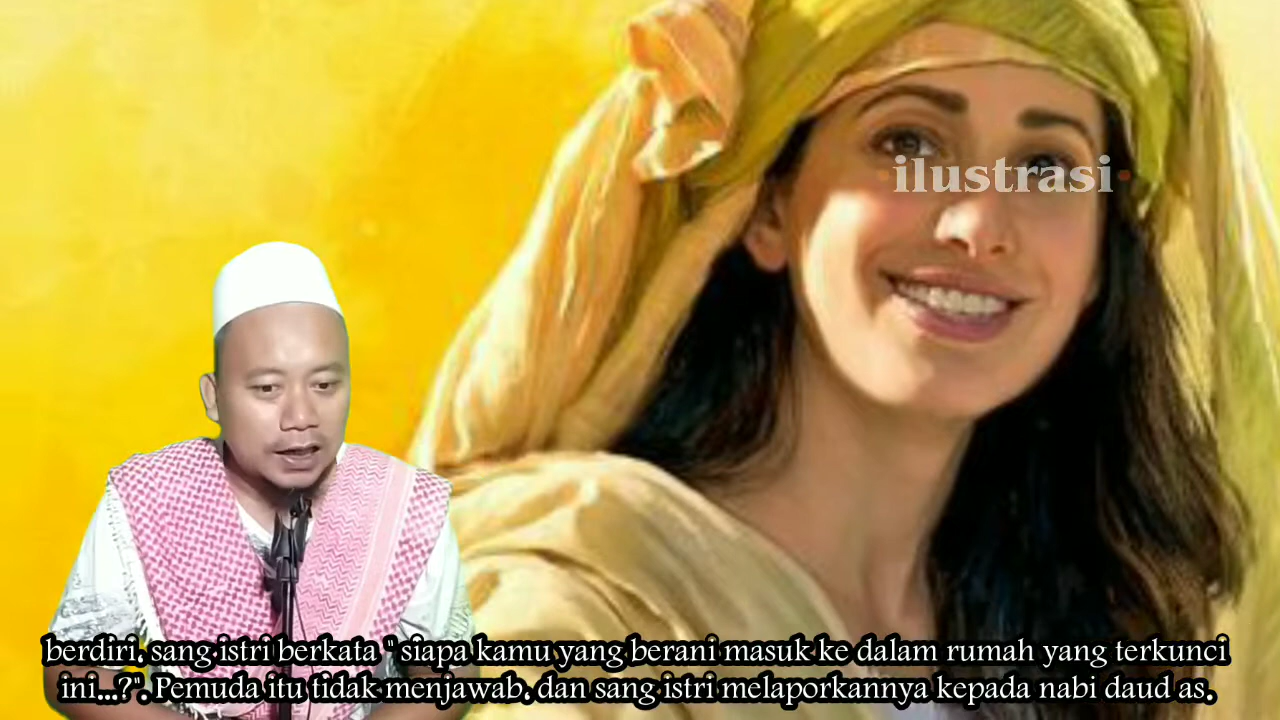 ilustrasi
berdiri, sang istri berkata " siapa kamu yang berani masuk ke dalam rumah yang terkunci
ini...?". Pemuda itu tidak menjawab, dan sang istri melaporkannya kepada nabi daud as.